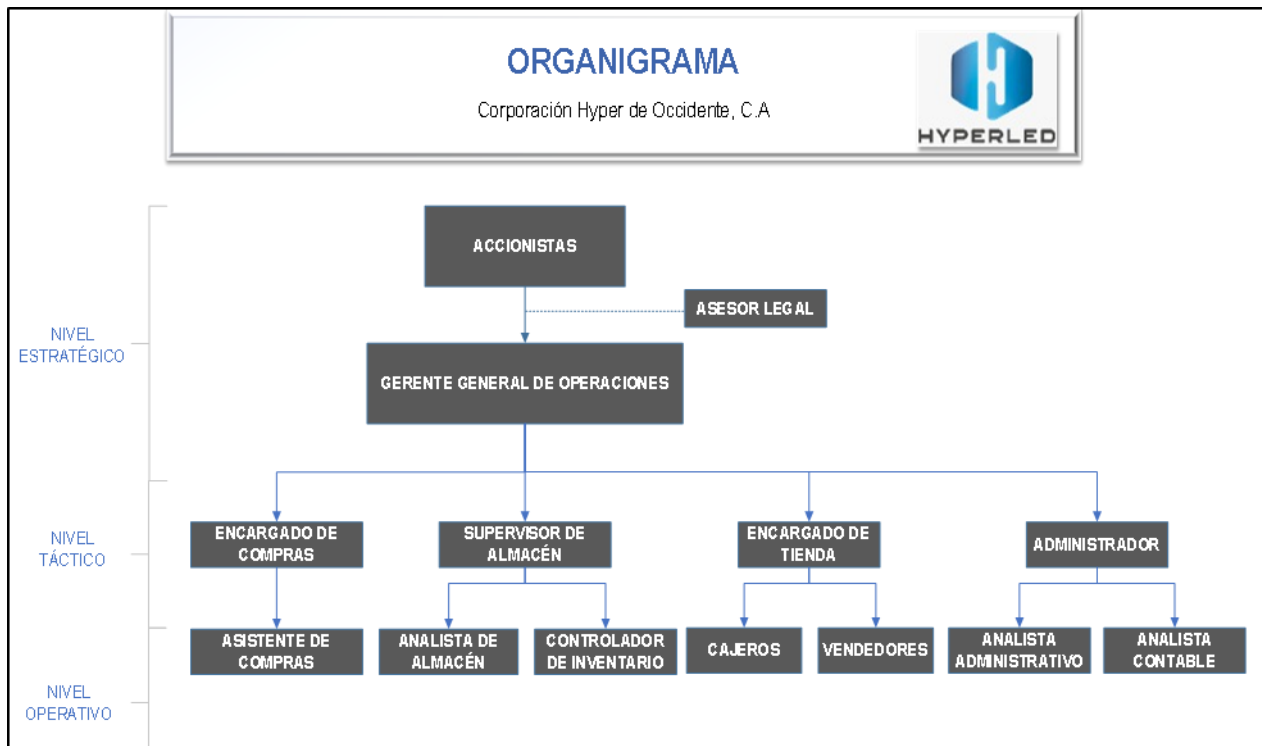 ORGANIGRAMA
Corporación Hyper de Occidente, C.A
HYPERLED
ACCIONISTAS
ASESOR LEGAL
NIVEL
ESTRATÉGICO
GERENTE GENERAL DE OPERACIONES
NIVEL
TÁCTICO
ENCARGADO DE
COMPRAS
SUPERVISOR DE
ALMACÉN
ENCARGADO DE
TIENDA
ADMINISTRADOR
ASISTENTE DE
COMPRAS
ANALISTA DE
ALMACÉN
CONTROLADOR
DE INVENTARIO
CAJEROS
VENDEDORES
ANALISTA
ADMINISTRATIVO
ANALISTA
CONTABLE
NIVEL
OPERATIVO